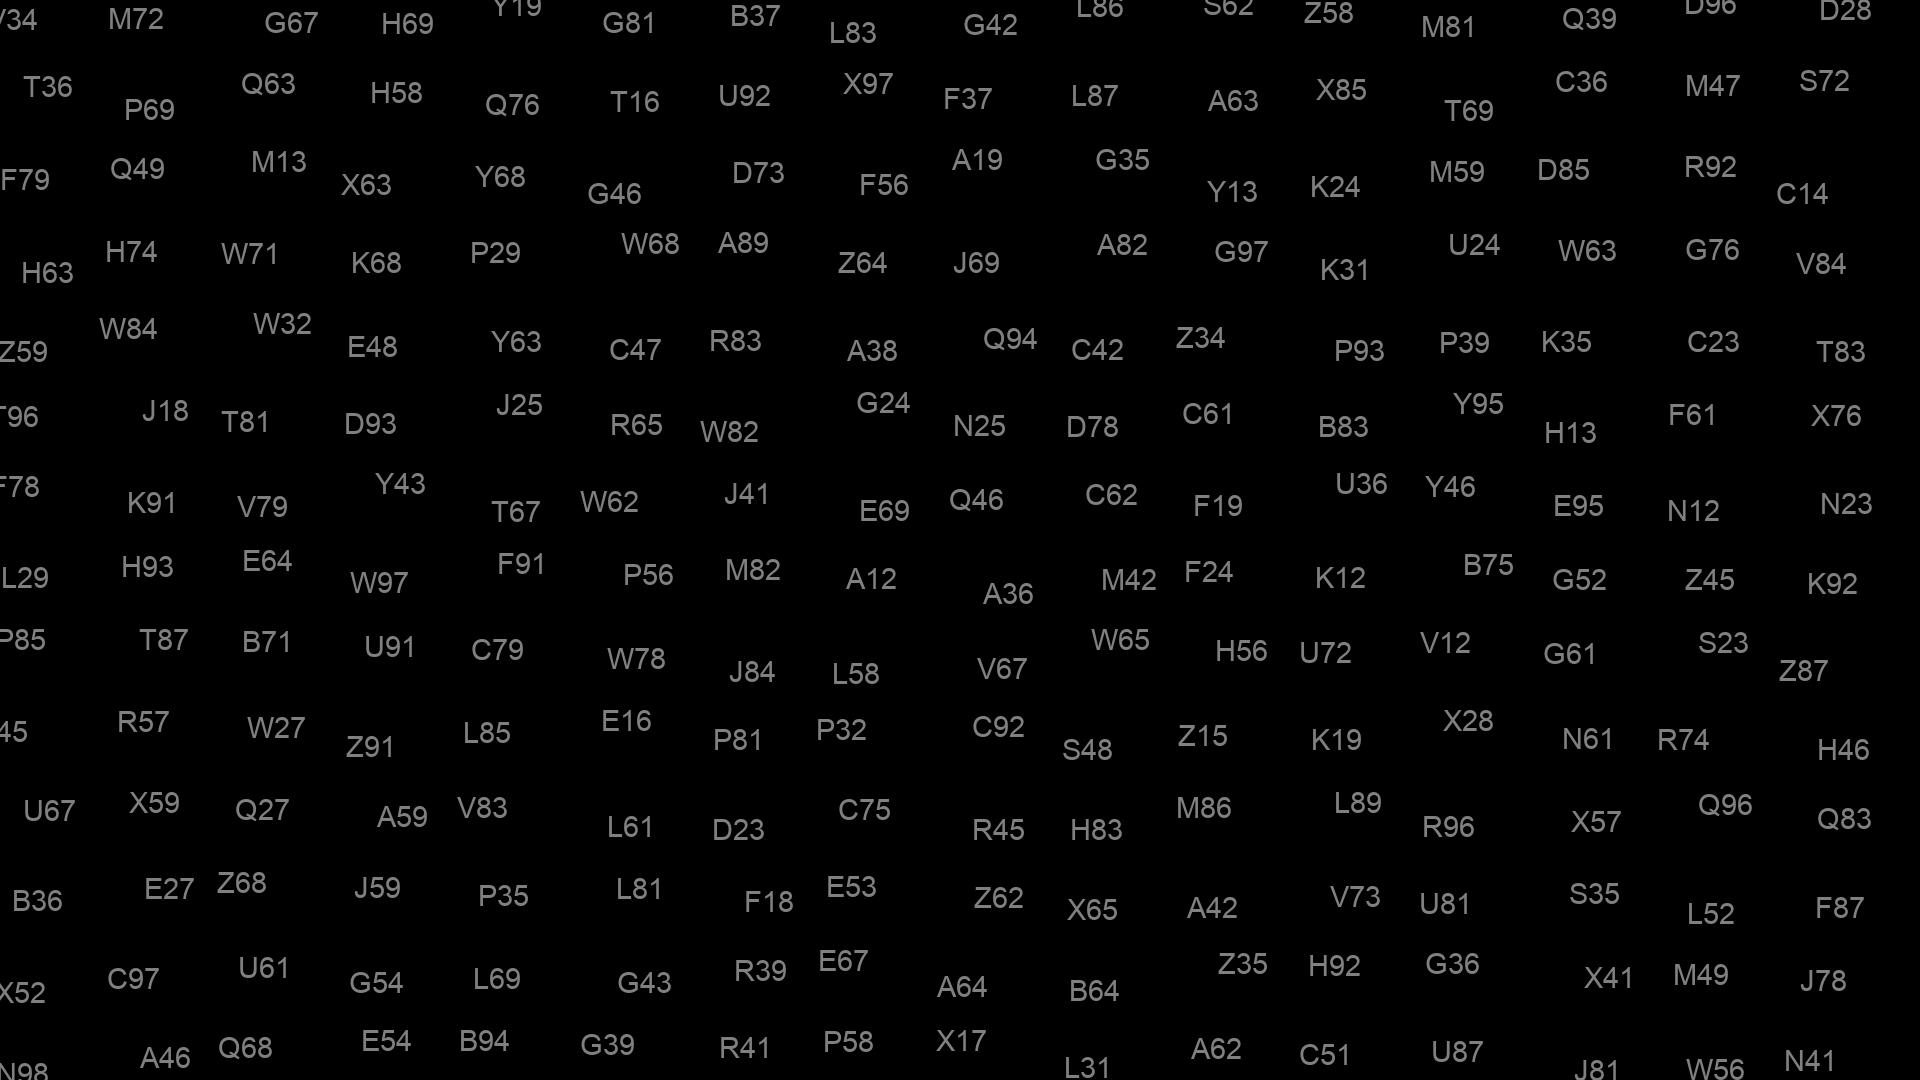 V34 M72 G67 H69 Y19 G81 B37 L83 G42 L86 S62 Z58 M81 Q39 D96 D28
T36 P69 Q63 H58 Q76 T16 U92 X97 F37 L87 A63 X85 T69 C36 M47 S72
F79 Q49 M13 X63 Y68 G46 D73 F56 A19 G35 Y13 K24 M59 D85 R92 C14
H63 H74 W71 K68 P29 W68 A89 Z64 J69 A82 G97 K31 U24 W63 G76 V84
Z59 W84 W32 E48 Y63 C47 R83 A38 Q94 C42 Z34 P93 P39 K35 C23 T83
T96 J18 T81 D93 J25 R65 W82 G24 N25 D78 C61 B83 Y95 H13 F61 X76
F78 K91 V79 Y43 T67 W62 J41 E69 Q46 C62 F19 U36 Y46 E95 N12 N23
L29 H93 E64 W97 F91 P56 M82 A12 A36 M42 F24 K12 B75 G52 Z45 K92
P85 T87 B71 U91 C79 W78 J84 L58 V67 W65 H56 U72 V12 G61 S23 Z87
45 R57 W27 Z91 L85 E16 P81 P32 C92 S48 Z15 K19 X28 N61 R74 H46
U67 X59 Q27 A59 V83 L61 D23 C75 R45 H83 M86 L89 R96 X57 Q96 Q83
B36 E27 Z68 J59 P35 L81 F18 E53 Z62 X65 A42 V73 U81 S35 L52 F87
X52 C97 U61 G54 L69 G43 R39 E67 A64 B64 Z35 H92 G36 X41 M49 J78
N98 A46 Q68 E54 B94 G39 R41 P58 X17 L31 A62 C51 U87 J81 W56 N41